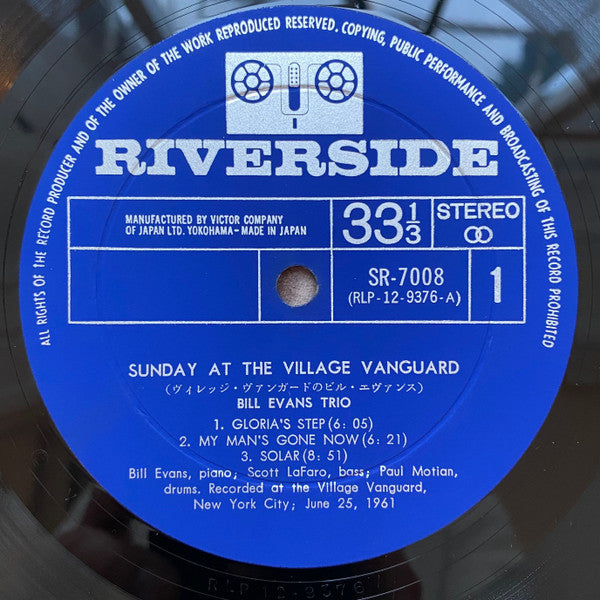 ALL RIGHTS OF THE RECORD PRODUCER AND OF THE OWNER OF THE WORK REPRODUCED RESERVED. COPYING, PUBLIC PERFORMANCE AND BROADCASTING OF THIS RECORD PROHIBITED
RIVERSIDE
MANUFACTURED BY VICTOR COMPANY
OF JAPAN LTD. YOKOHAMA-MADE IN JAPAN
33 1/3
STEREO
SR-7008
(RLP-12-9376-A)
1
SUNDAY AT THE VILLAGE VANGUARD
(ヴィレッジ・ヴァンガードのビル・エヴァンス)
BILL EVANS TRIO
1. GLORIA'S STEP(6: 05)
2. MY MAN'S GONE NOW(6: 21)
3. SOLAR(8: 51)
Bill Evans, piano; Scott LaFaro, bass; Paul Motian,
drums. Recorded at the Village Vanguard,
New York City; June 25, 1961
RLP 12-9376